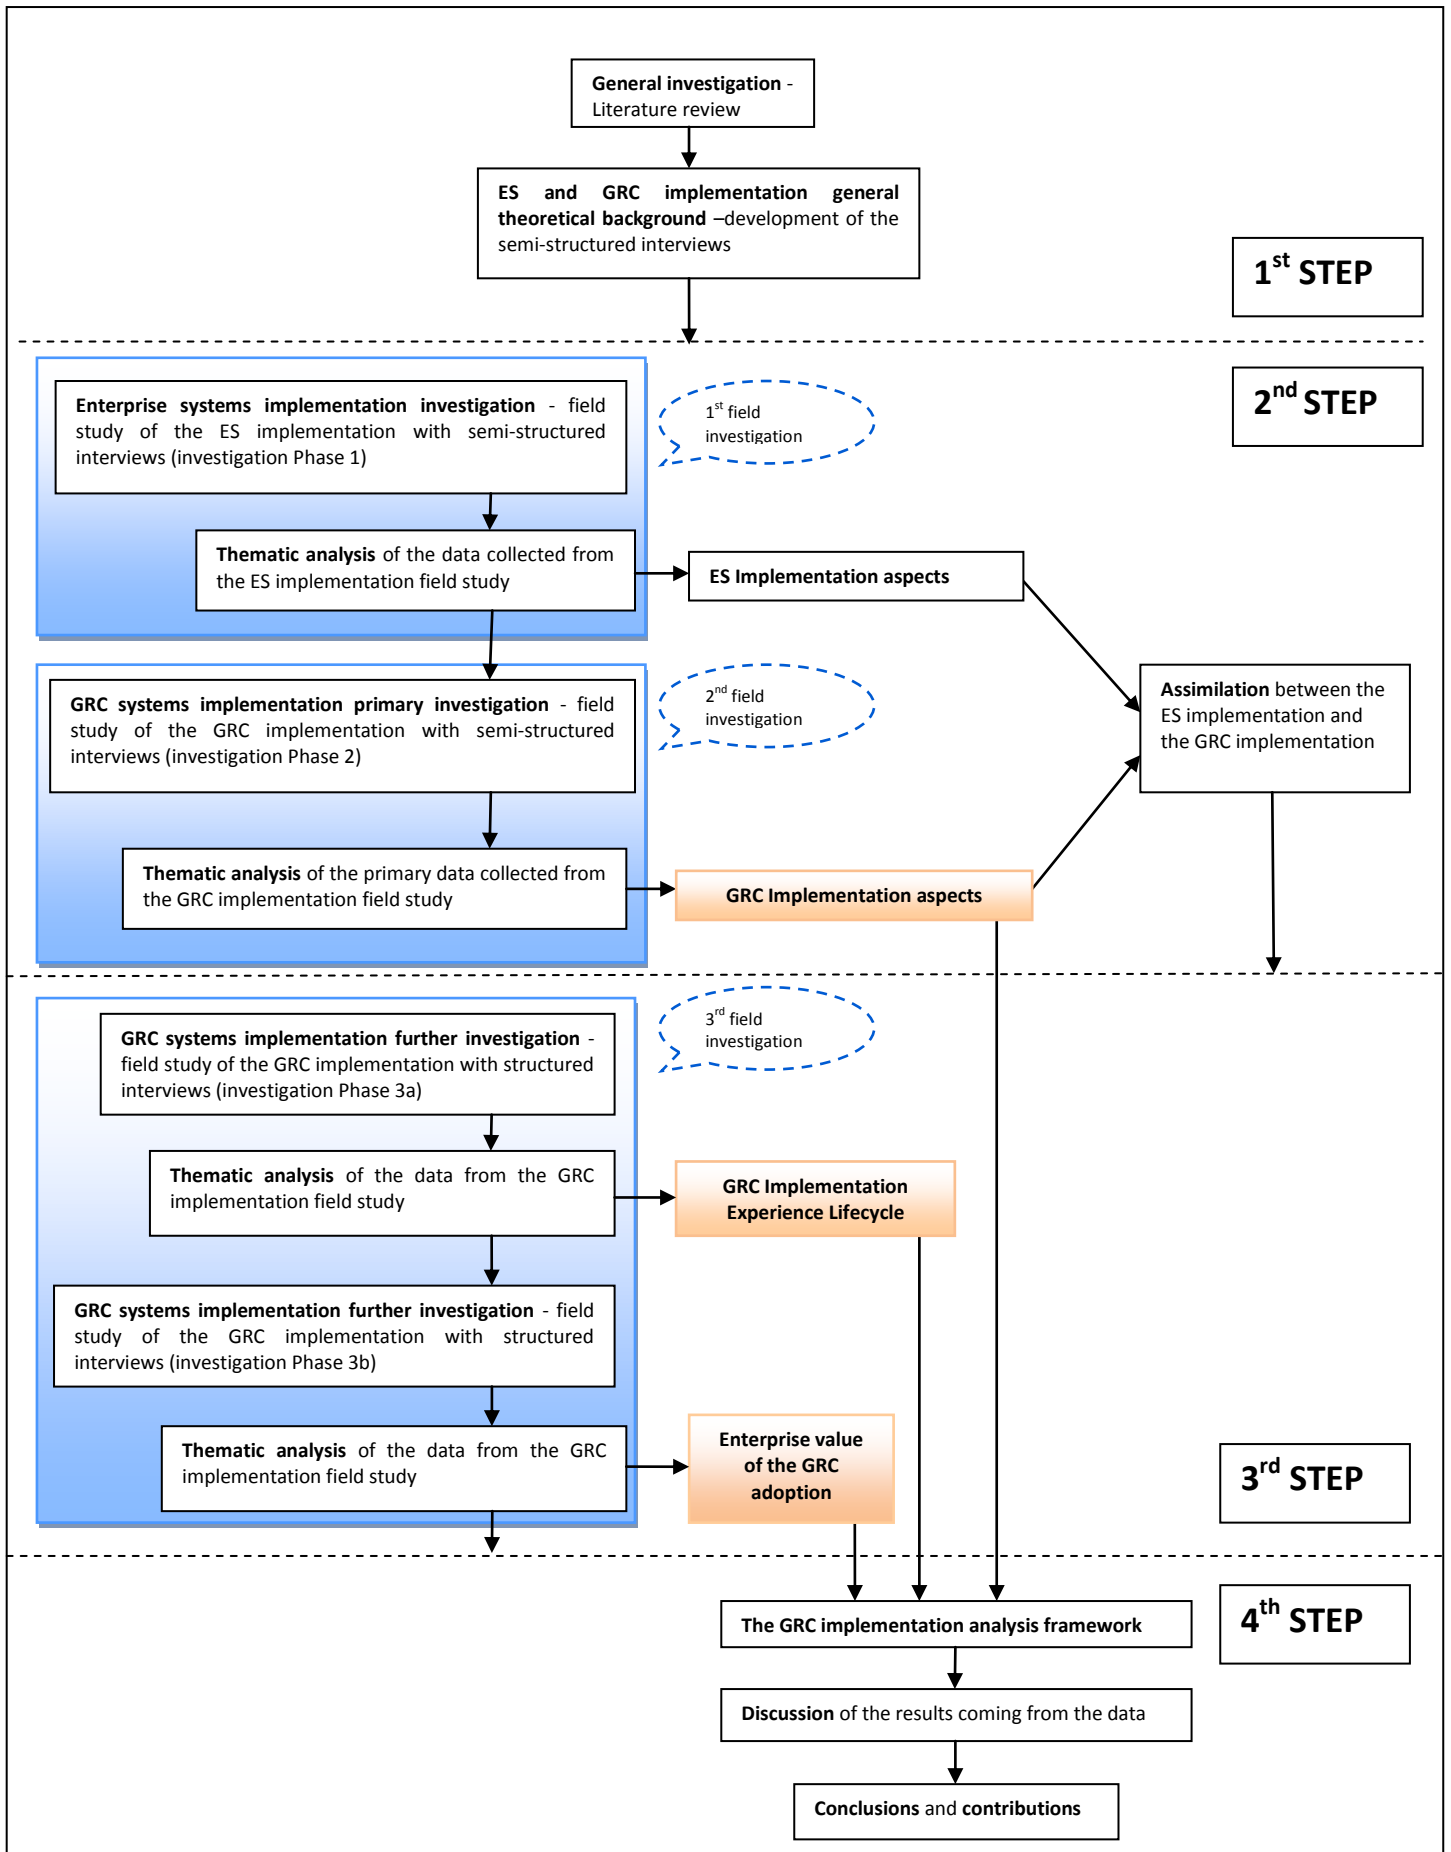 General investigation -
Literature review
ES and GRC implementation general
theoretical background –development of the
semi-structured interviews
1st STEP
Enterprise systems implementation investigation - field
study of the ES implementation with semi-structured
interviews (investigation Phase 1)
1st field
investigation
2nd STEP
Thematic analysis of the data collected from
the ES implementation field study
ES Implementation aspects
GRC systems implementation primary investigation - field
study of the GRC implementation with semi-structured
interviews (investigation Phase 2)
2nd field
investigation
Assimilation between the
ES implementation and
the GRC implementation
Thematic analysis of the primary data collected from
the GRC implementation field study
GRC Implementation aspects
GRC systems implementation further investigation -
field study of the GRC implementation with structured
interviews (investigation Phase 3a)
3rd field
investigation
Thematic analysis of the data from the GRC
implementation field study
GRC Implementation
Experience Lifecycle
GRC systems implementation further investigation - field
study of the GRC implementation with structured
interviews (investigation Phase 3b)
Thematic analysis of the data from the GRC
implementation field study
Enterprise value
of the GRC
adoption
3rd STEP
The GRC implementation analysis framework
4th STEP
Discussion of the results coming from the data
Conclusions and contributions